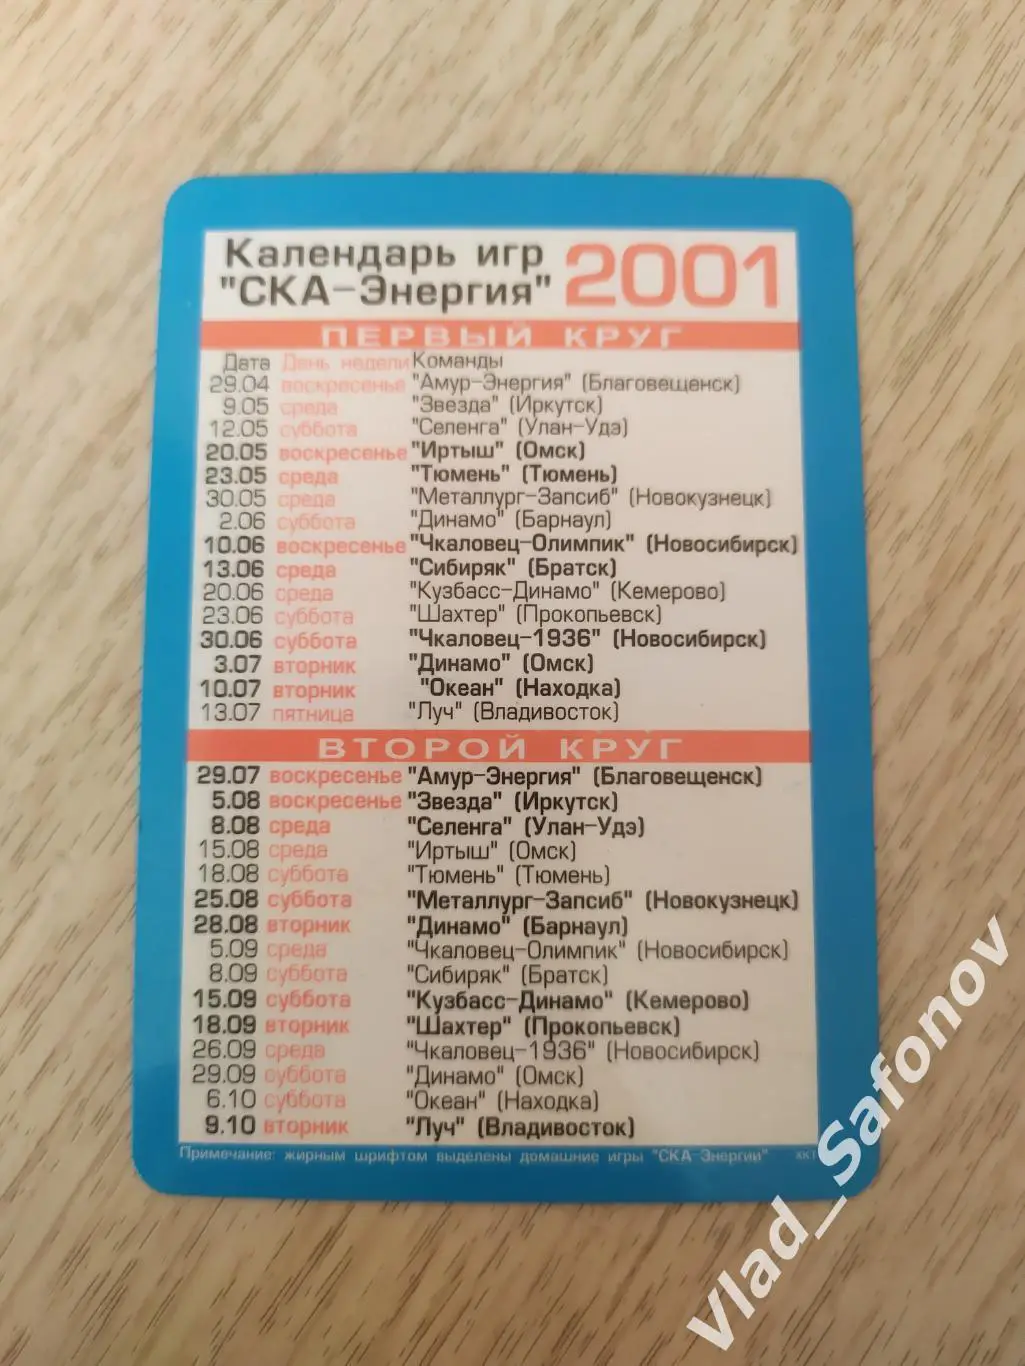 Календарь игр
"СКА-Энергия"
2001
ПЕРВЫЙ КРУГ
Дата День недели Команды
29.04 воскресенье "Амур-Энергия" (Благовещенск)
9.05 среда "Звезда" (Иркутск)
12.05 суббота "Селенга" (Улан-Удэ)
20.05 воскресенье "Иртыш" (Омск)
23.05 среда "Тюмень" (Тюмень)
30.05 среда "Металлург-Запсиб" (Новокузнецк)
2.06 суббота "Динамо" (Барнаул)
10.06 воскресенье "Чкаловец-Олимпик" (Новосибирск)
13.06 среда "Сибиряк" (Братск)
20.06 среда "Кузбасс-Динамо" (Кемерово)
23.06 суббота "Шахтер" (Прокопьевск)
30.06 суббота "Чкаловец-1936" (Новосибирск)
3.07 вторник "Динамо" (Омск)
10.07 вторник "Океан" (Находка)
13.07 пятница "Луч" (Владивосток)
ВТОРОЙ КРУГ
29.07 воскресенье "Амур-Энергия" (Благовещенск)
5.08 воскресенье "Звезда" (Иркутск)
8.08 среда "Селенга" (Улан-Удэ)
15.08 среда "Иртыш" (Омск)
18.08 суббота "Тюмень" (Тюмень)
25.08 суббота "Металлург-Запсиб" (Новокузнецк)
28.08 вторник "Динамо" (Барнаул)
5.09 среда "Чкаловец-Олимпик" (Новосибирск)
8.09 суббота "Сибиряк" (Братск)
15.09 суббота "Кузбасс-Динамо" (Кемерово)
18.09 вторник "Шахтер" (Прокопьевск)
26.09 среда "Чкаловец-1936" (Новосибирск)
29.09 суббота "Динамо" (Омск)
6.10 суббота "Океан" (Находка)
9.10 вторник "Луч" (Владивосток)
Примечание: жирным шрифтом выделены домашние игры "СКА-Энергии"
Vlad_Safonov